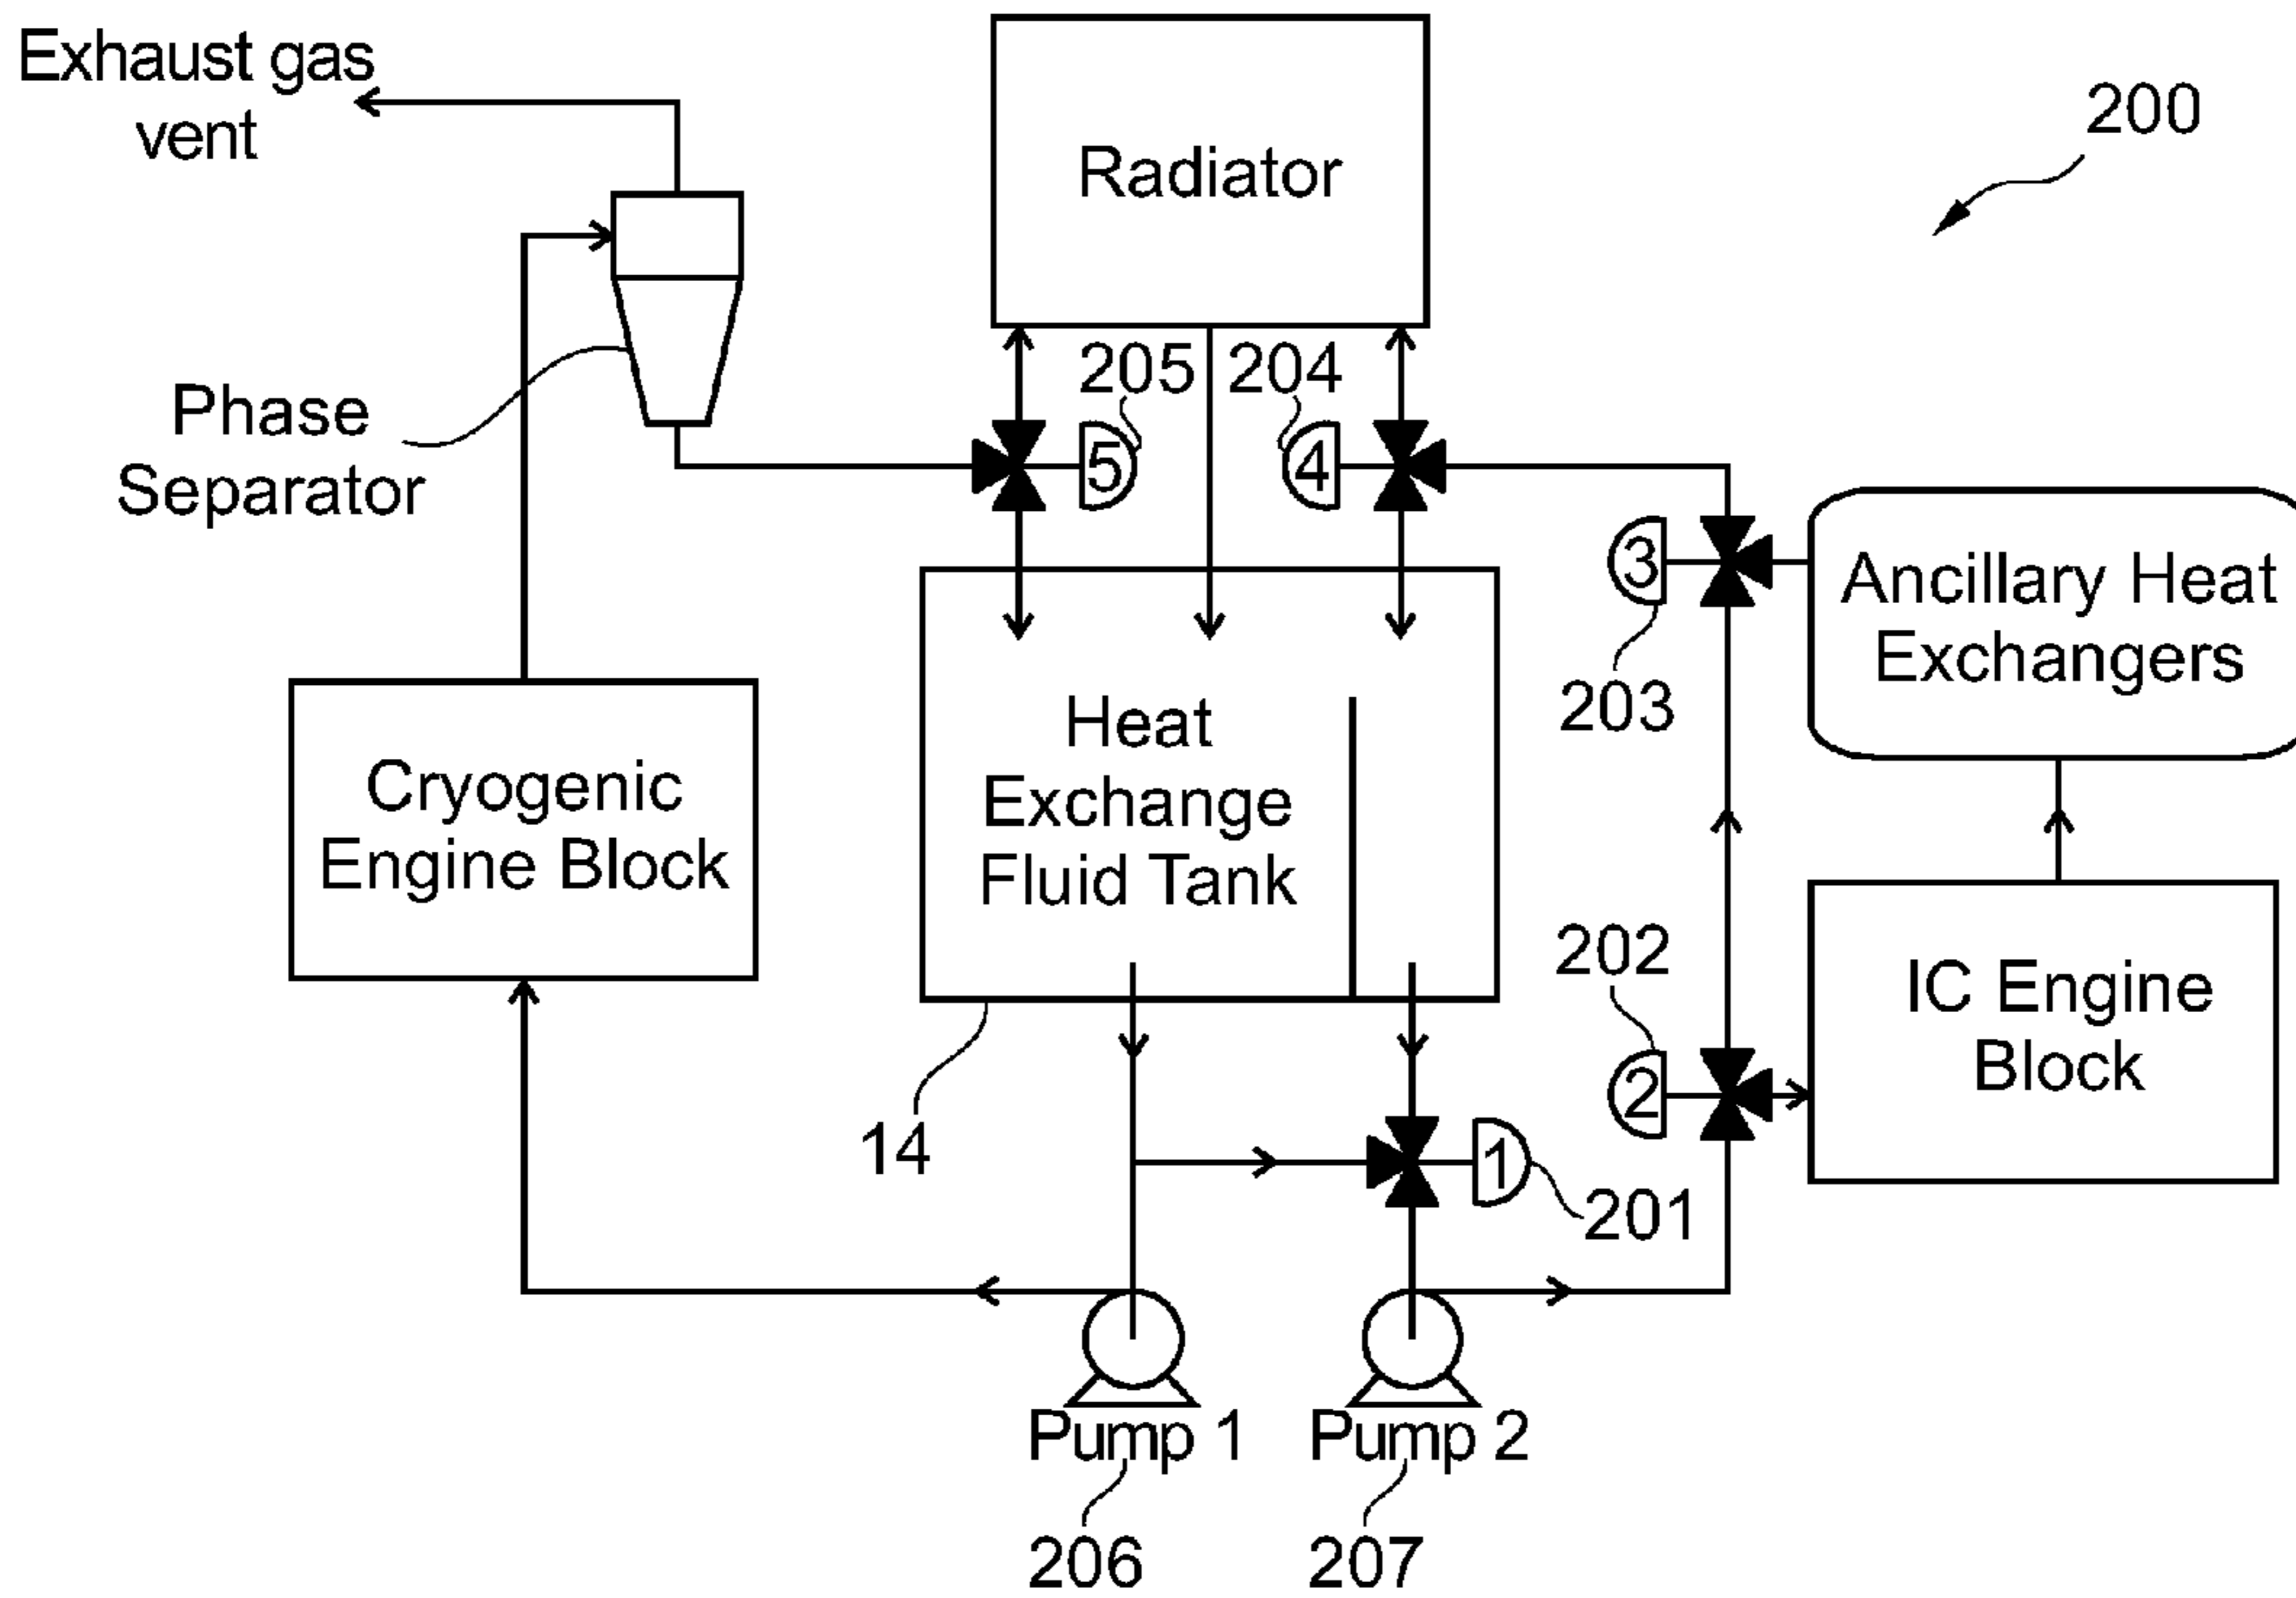 Exhaust gas
vent
Radiator
200
205
204
Phase
Separator
5
4
3
Ancillary Heat
Exchangers
203
Heat
Exchange
Fluid Tank
Cryogenic
Engine Block
202
IC Engine
Block
2
14
1
201
Pump 1
Pump 2
206
207